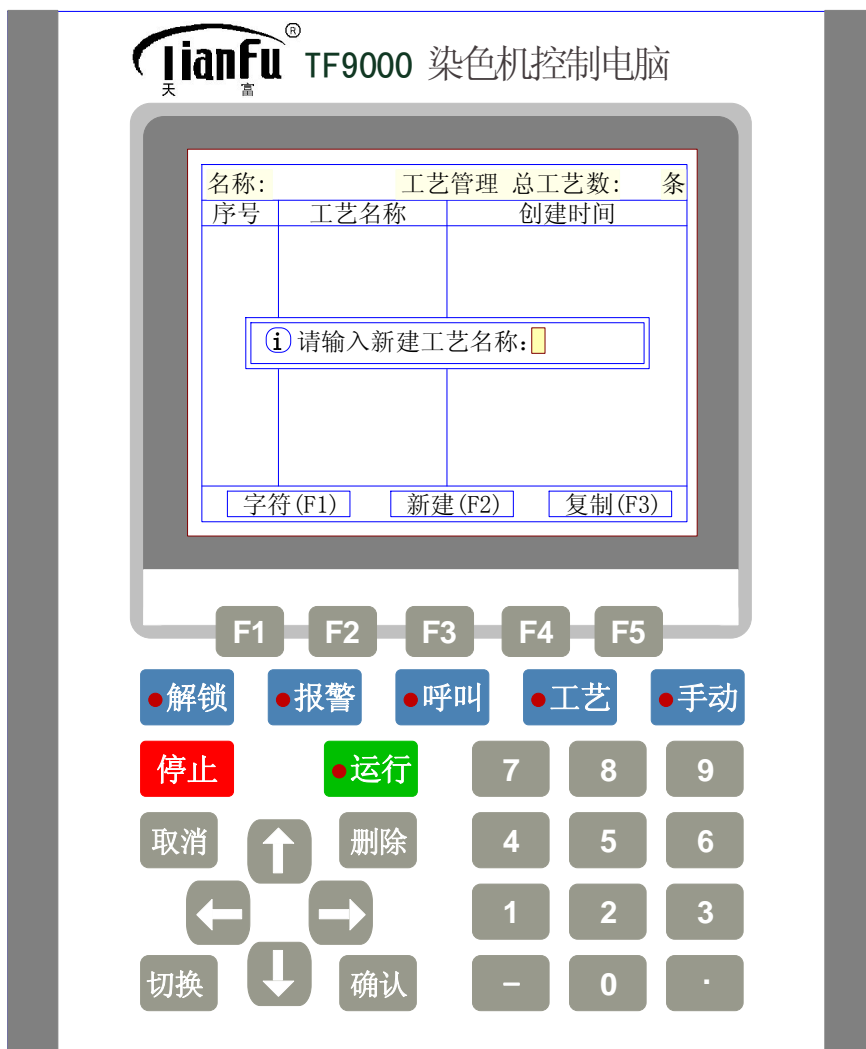 TianFu®
天富
TF9000 染色机控制电脑
名称: 工艺管理 总工艺数: 条
序号 工艺名称 创建时间
i 请输入新建工艺名称:
字符(F1) 新建(F2) 复制(F3)
F1 F2 F3 F4 F5
解锁 报警 呼叫 工艺 手动
停止 运行 7 8 9
取消 删除 4 5 6
1 2 3
切换 确认 - 0 ·